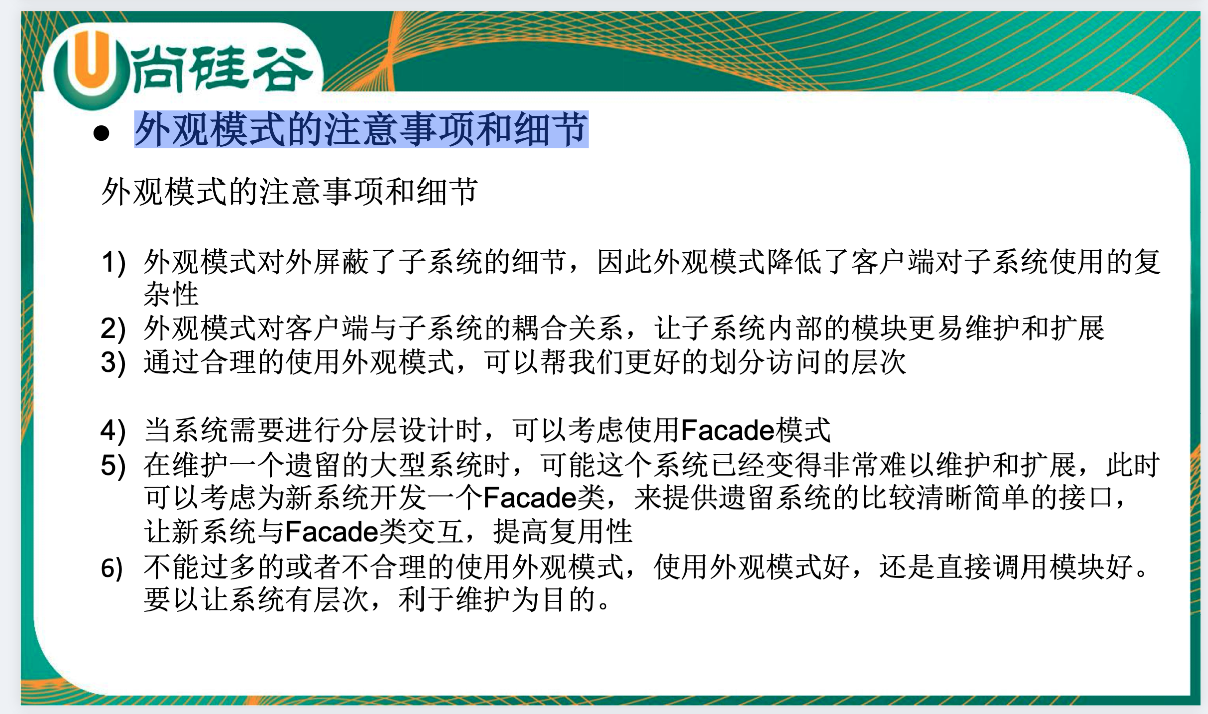 尚硅谷
● 外观模式的注意事项和细节
外观模式的注意事项和细节
1) 外观模式对外屏蔽了子系统的细节，因此外观模式降低了客户端对子系统使用的复
杂性
2) 外观模式对客户端与子系统的耦合关系，让子系统内部的模块更易维护和扩展
3) 通过合理的使用外观模式，可以帮我们更好的划分访问的层次
4) 当系统需要进行分层设计时，可以考虑使用Facade模式
5) 在维护一个遗留的大型系统时，可能这个系统已经变得非常难以维护和扩展，此时
可以考虑为新系统开发一个Facade类，来提供遗留系统的比较清晰简单的接口，
让新系统与Facade类交互，提高复用性
6) 不能过多的或者不合理的使用外观模式，使用外观模式好，还是直接调用模块好。
要以让系统有层次，利于维护为目的。